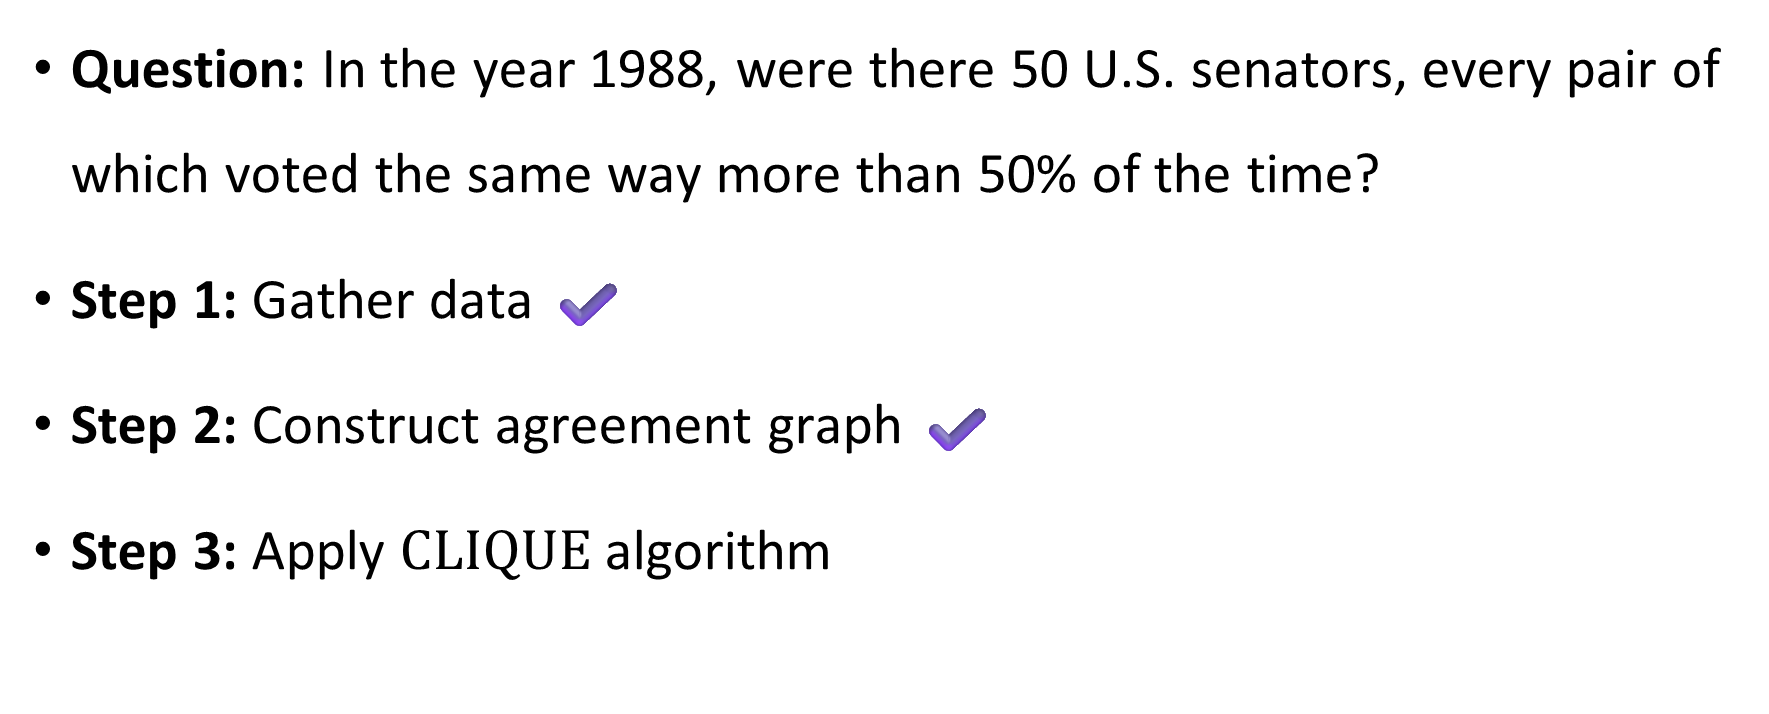 • Question: In the year 1988, were there 50 U.S. senators, every pair of
which voted the same way more than 50% of the time?
• Step 1: Gather data
• Step 2: Construct agreement graph
• Step 3: Apply CLIQUE algorithm